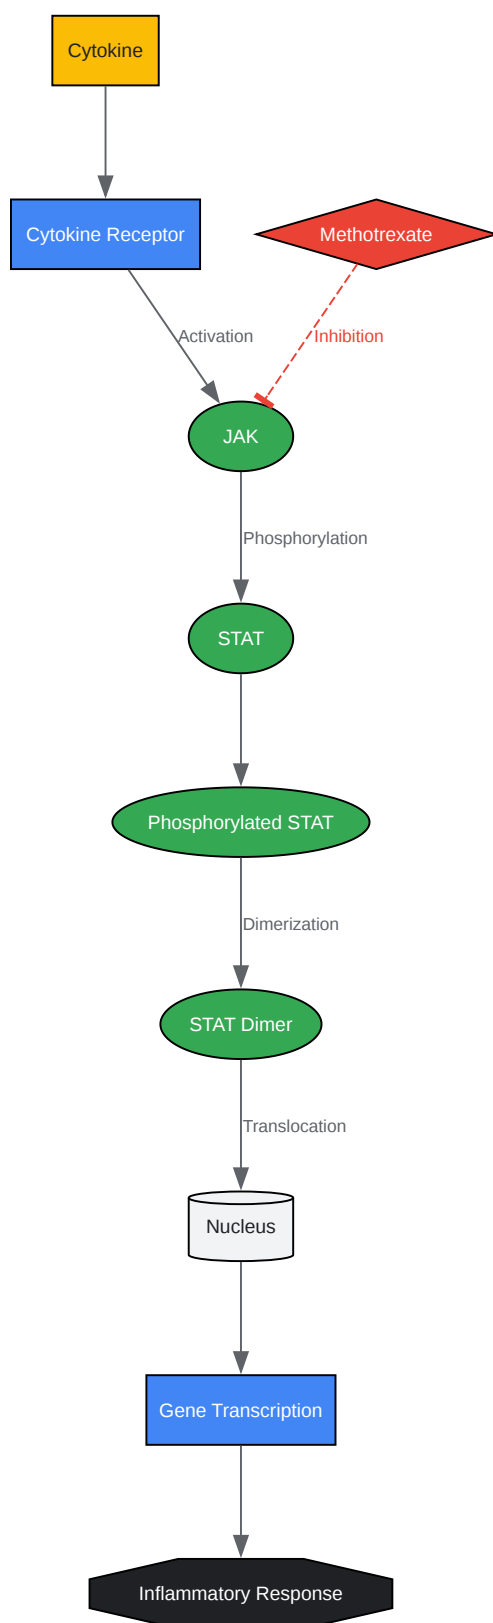 Cytokine
Cytokine Receptor
Methotrexate
Activation
Inhibition
JAK
Phosphorylation
STAT
Phosphorylated STAT
Dimerization
STAT Dimer
Translocation
Nucleus
Gene Transcription
Inflammatory Response